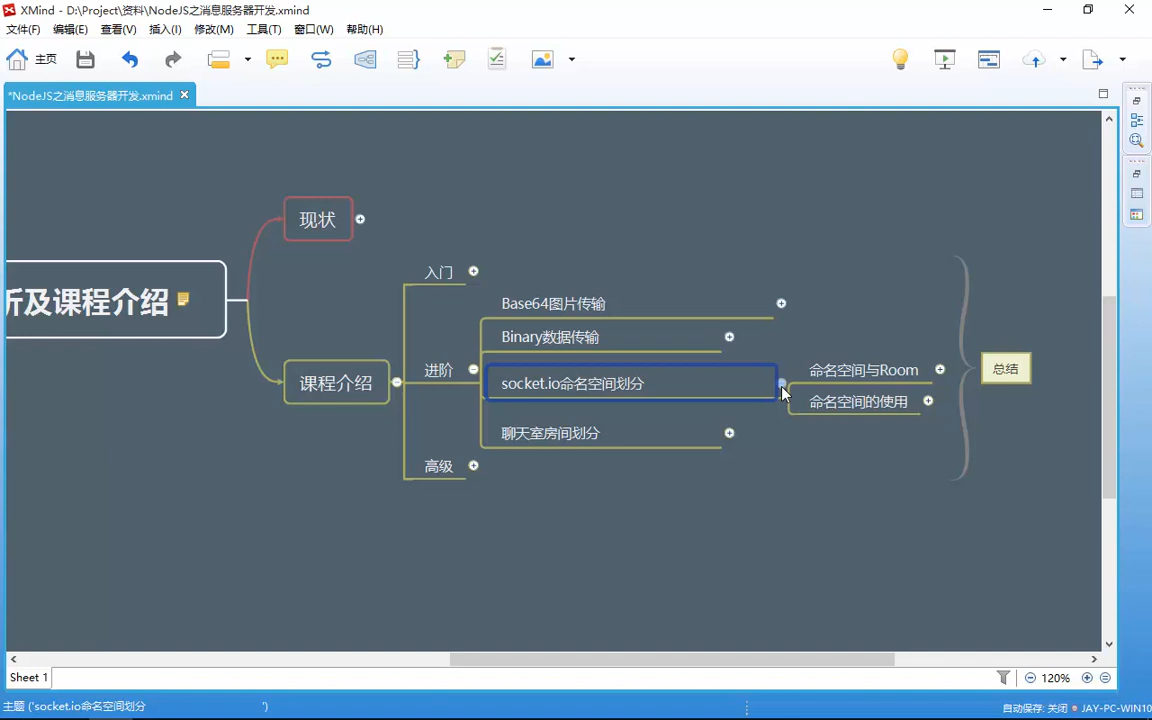 XMind - D:\Project\资料\NodeJS之消息服务器开发.xmind
文件(F) 编辑(E) 查看(V) 插入(I) 修改(M) 工具(T) 窗口(W) 帮助(H)
主页
*NodeJS之消息服务器开发.xmind
现状
析及课程介绍
课程介绍
入门
进阶
高级
Base64图片传输
Binary数据传输
socket.io命名空间划分
聊天室房间划分
命名空间与Room
命名空间的使用
总结
Sheet 1
120%
主题 ('socket.io命名空间划分 ')
自动保存: 关闭 JAY-PC-WIN10